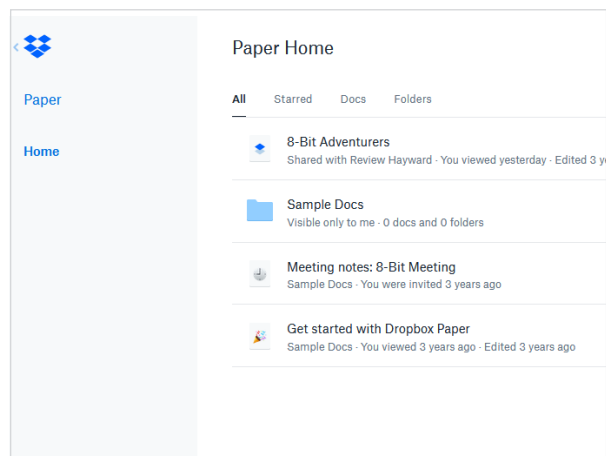 Paper Home
Paper
All Starred Docs Folders
8-Bit Adventurers
Shared with Review Hayward · You viewed yesterday · Edited 3
Home
Sample Docs
Visible only to me · 0 docs and 0 folders
Meeting notes: 8-Bit Meeting
Sample Docs · You were invited 3 years ago
Get started with Dropbox Paper
Sample Docs · You viewed 3 years ago · Edited 3 years ago